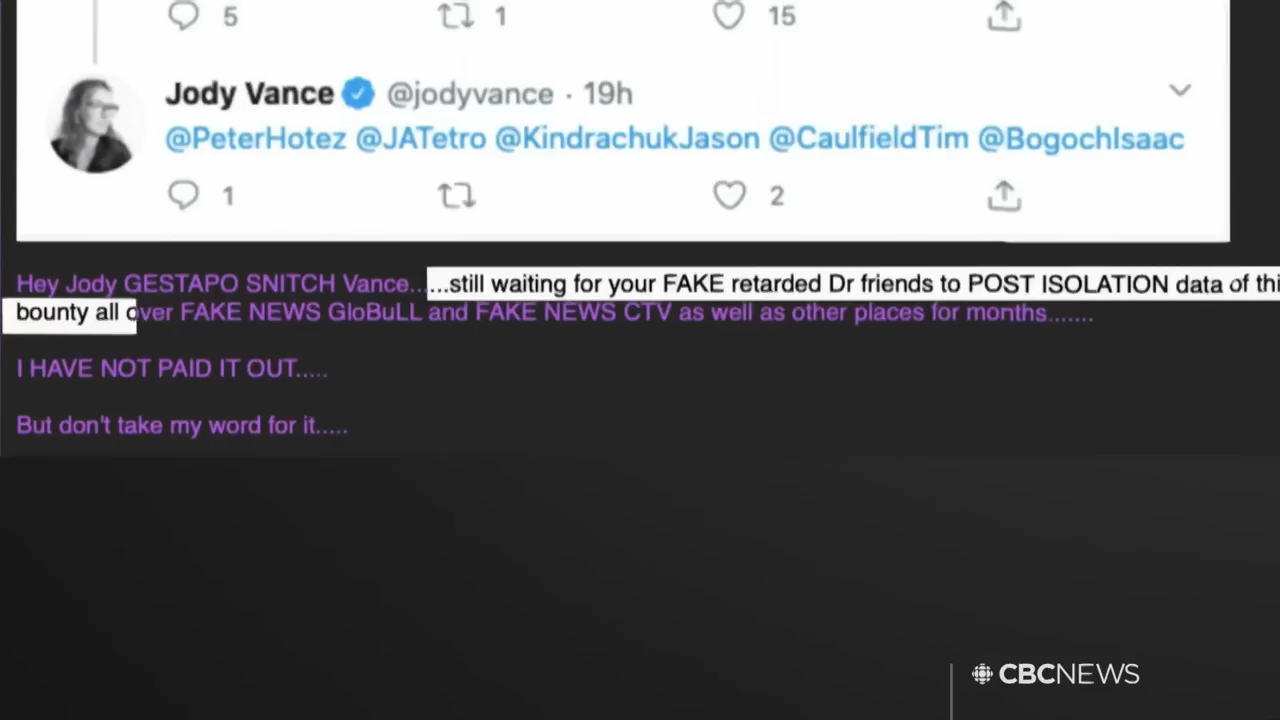 5 1 15
Jody Vance @jodyvance · 19h
@PeterHotez @JATetro @KindrachukJason @CaulfieldTim @BogochIsaac
1 2
Hey Jody GESTAPO SNITCH Vance.....still waiting for your FAKE retarded Dr friends to POST ISOLATION data of thi
bounty all over FAKE NEWS GloBuLL and FAKE NEWS CTV as well as other places for months.......
I HAVE NOT PAID IT OUT.....
But don't take my word for it.....
CBCNEWS